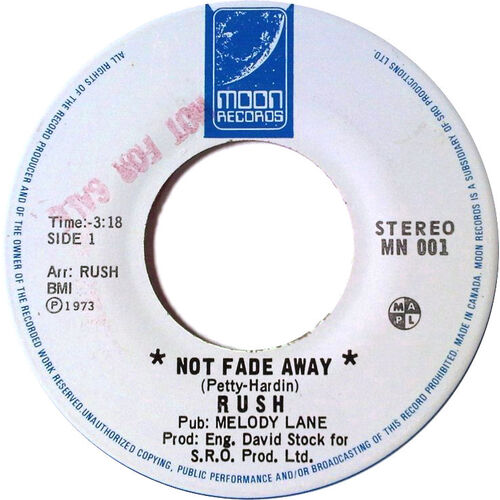 MOON
RECORDS
NOT FOR SALE
Time:-3:18
SIDE 1
Arr: RUSH
BMI
Ⓟ1973
STEREO
MN 001
M A
P L
* NOT FADE AWAY *
(Petty-Hardin)
RUSH
Pub: MELODY LANE
Prod: Eng. David Stock for
S.R.O. Prod. Ltd.
ALL RIGHTS OF THE RECORD PRODUCER AND OF THE OWNER OF THE RECORDED WORK RESERVED UNAUTHORIZED COPYING, PUBLIC PERFORMANCE AND/OR BROADCASTING OF THIS RECORD PROHIBITED. MADE IN CANADA. MOON RECORDS IS A SUBSIDIARY OF SRO PRODUCTIONS LTD.